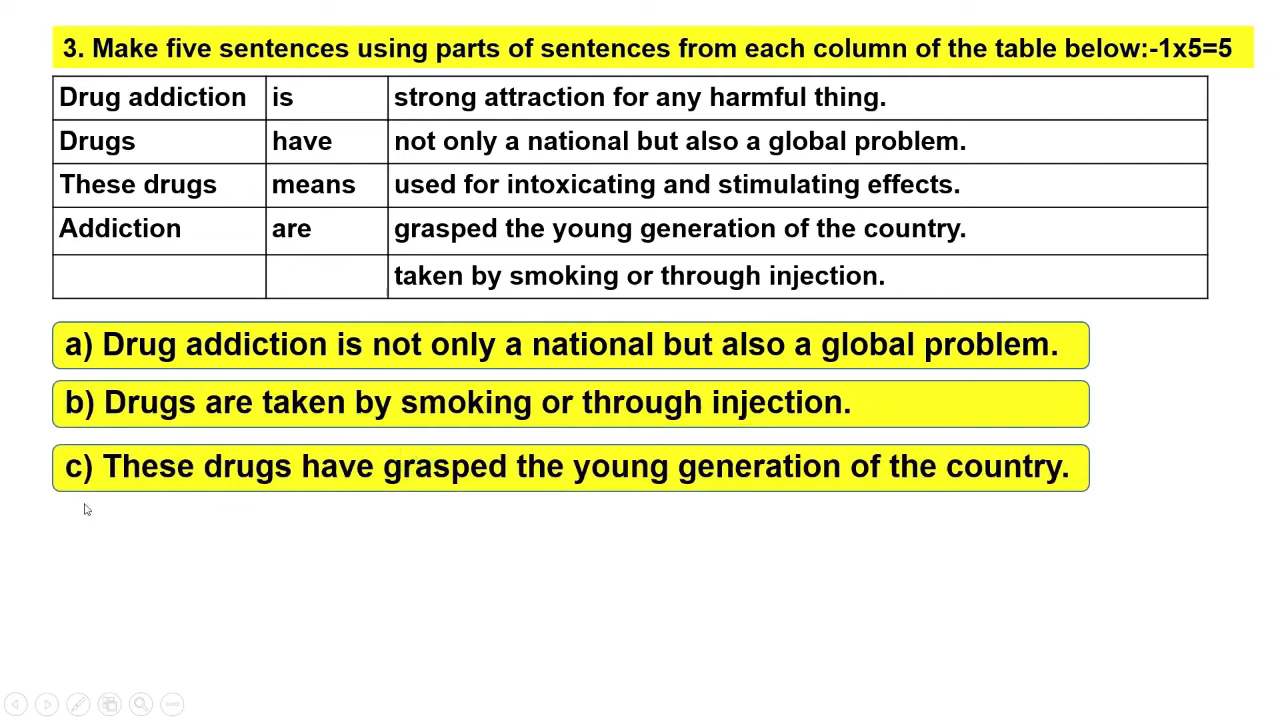 3. Make five sentences using parts of sentences from each column of the table below:-1x5=5
Drug addiction is strong attraction for any harmful thing.
Drugs have not only a national but also a global problem.
These drugs means used for intoxicating and stimulating effects.
Addiction are grasped the young generation of the country.
taken by smoking or through injection.
a) Drug addiction is not only a national but also a global problem.
b) Drugs are taken by smoking or through injection.
c) These drugs have grasped the young generation of the country.